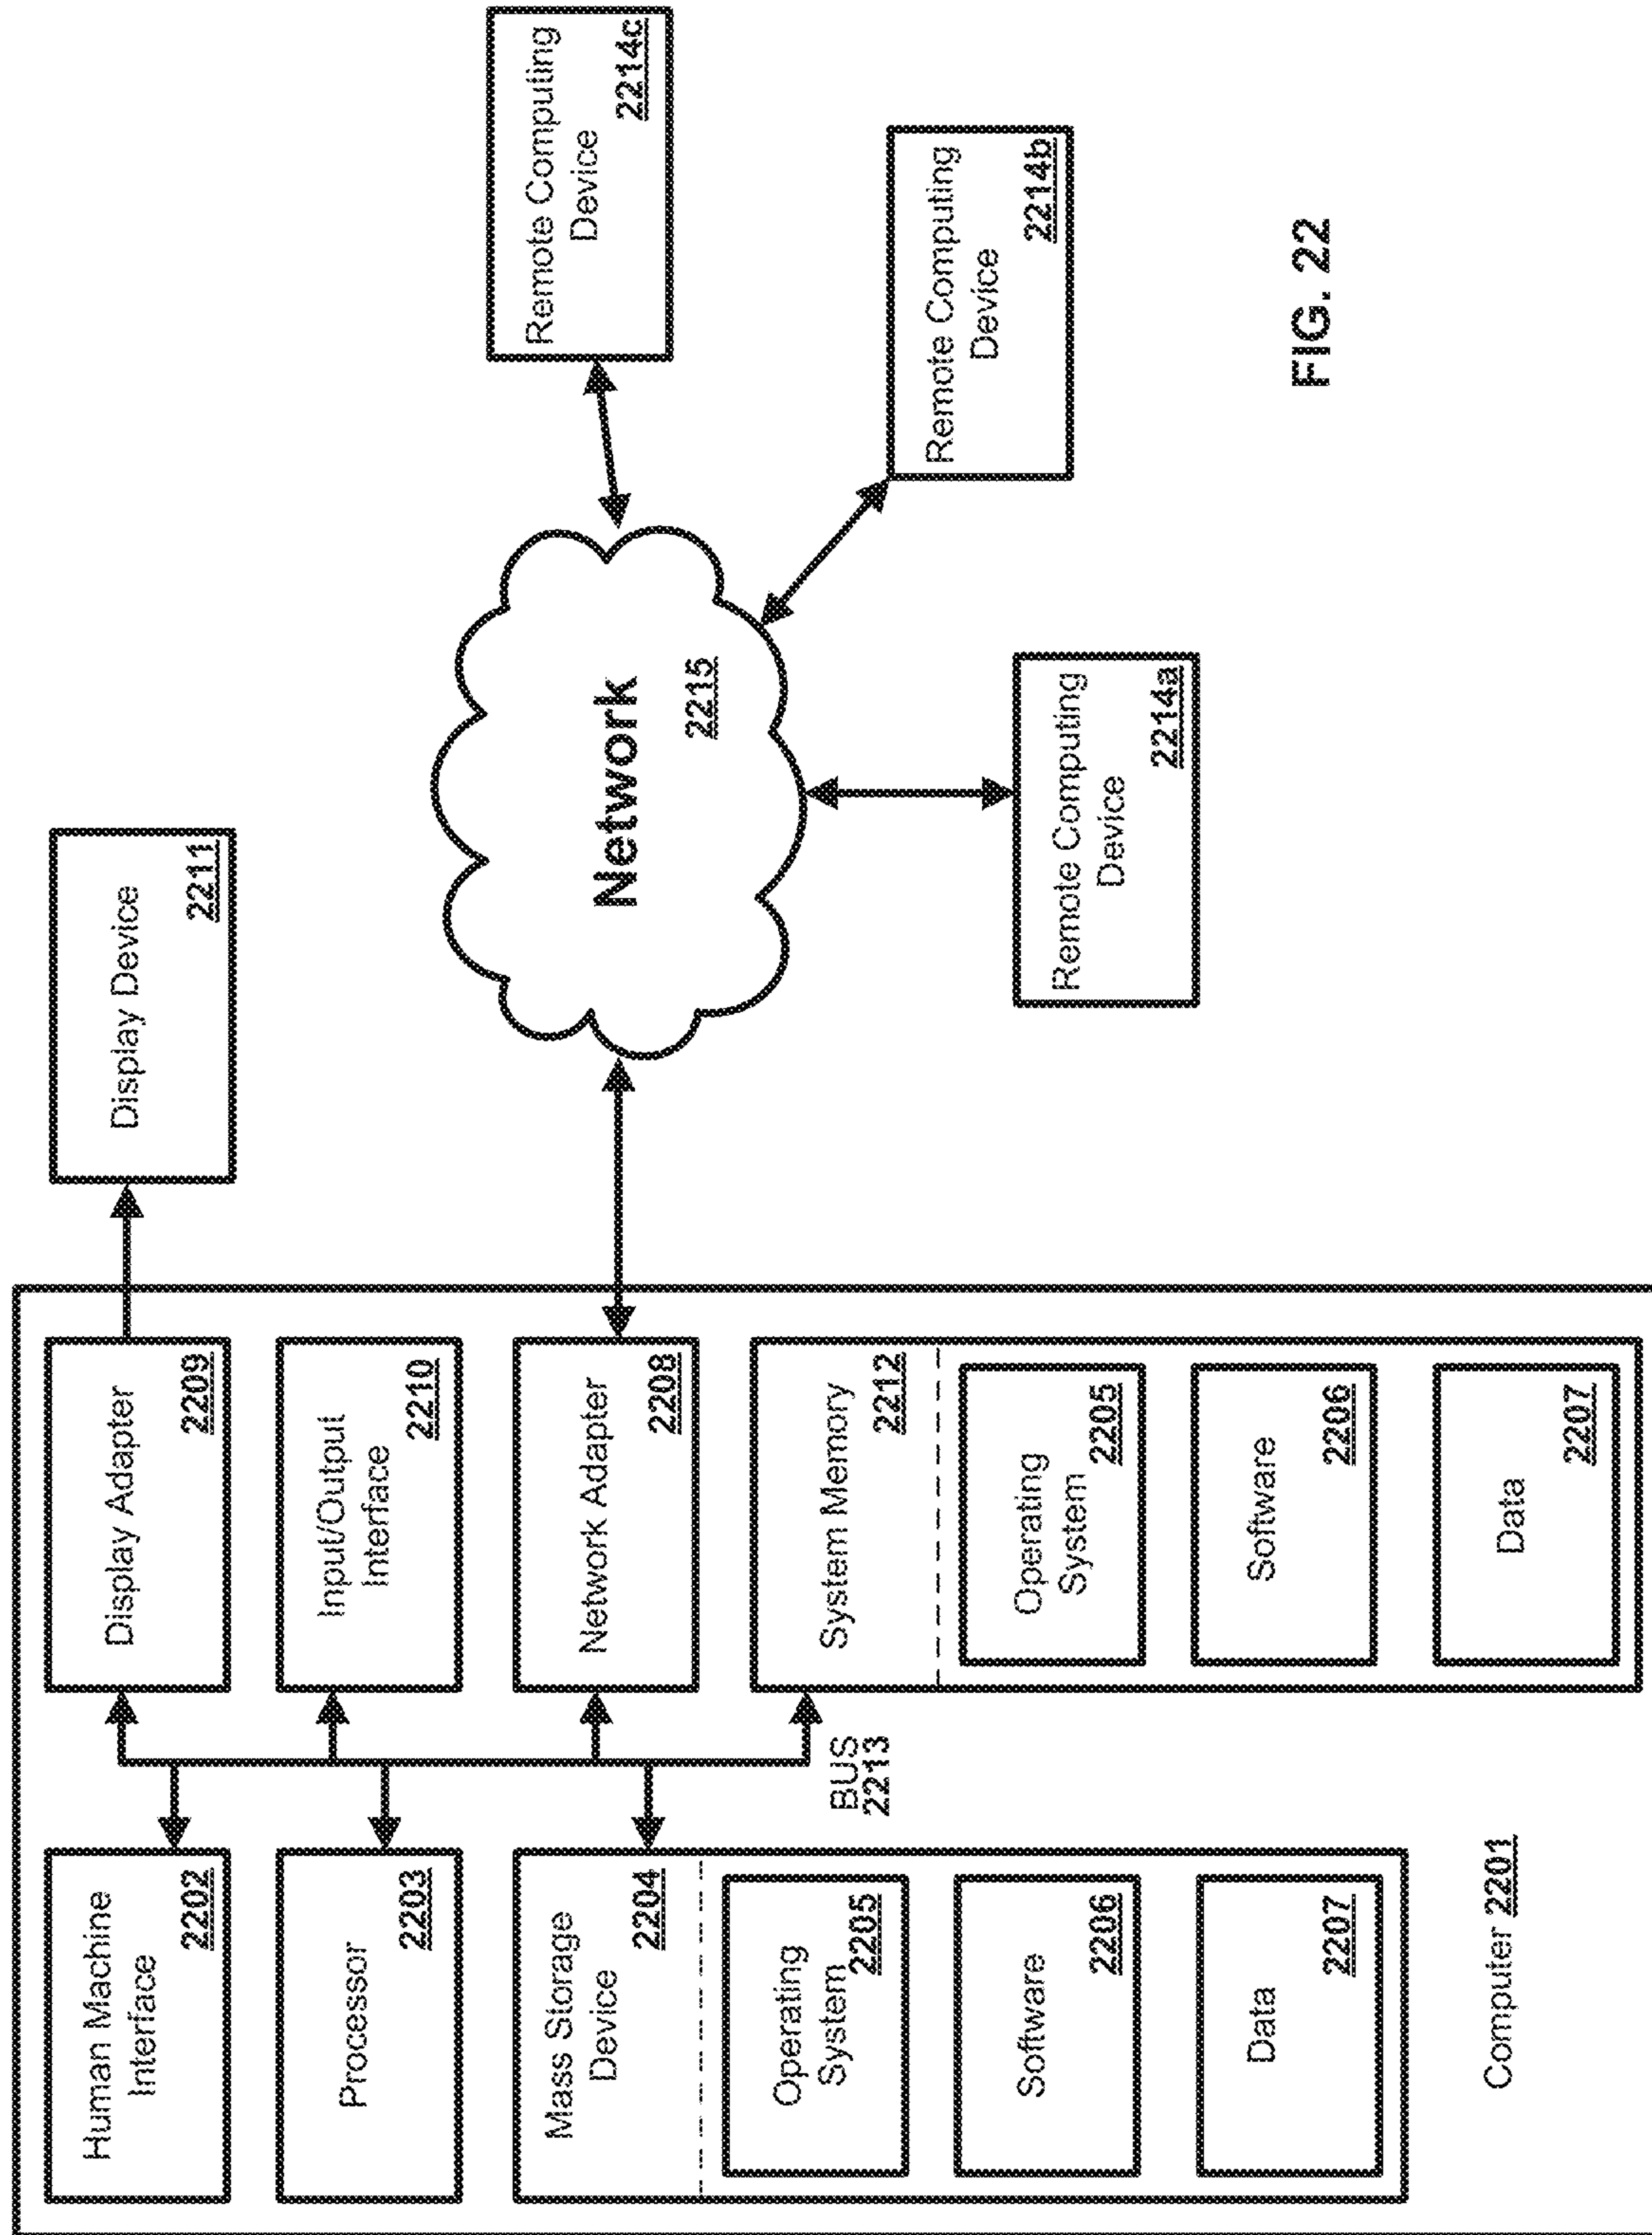 Human Machine
Interface
2202
Processor
2203
Mass Storage
Device
2204
Operating
System
2205
Software
2206
Data
2207
Computer 2201
BUS
2213
Display Adapter
2209
Input/Output
Interface
2210
Network Adapter
2208
System Memory
2212
Operating
System
2205
Software
2206
Data
2207
Display Device
2211
Network
2215
Remote Computing
Device
2214a
Remote Computing
Device
2214b
Remote Computing
Device
2214c
FIG. 22